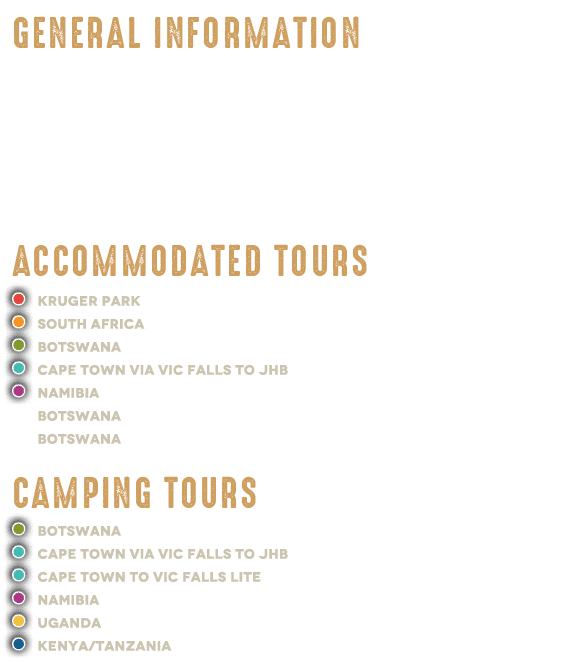 GENERAL INFORMATION
ACCOMMODATED TOURS
KRUGER PARK
SOUTH AFRICA
BOTSWANA
CAPE TOWN VIA VIC FALLS TO JHB
NAMIBIA
BOTSWANA
BOTSWANA
CAMPING TOURS
BOTSWANA
CAPE TOWN VIA VIC FALLS TO JHB
CAPE TOWN TO VIC FALLS LITE
NAMIBIA
UGANDA
KENYA/TANZANIA